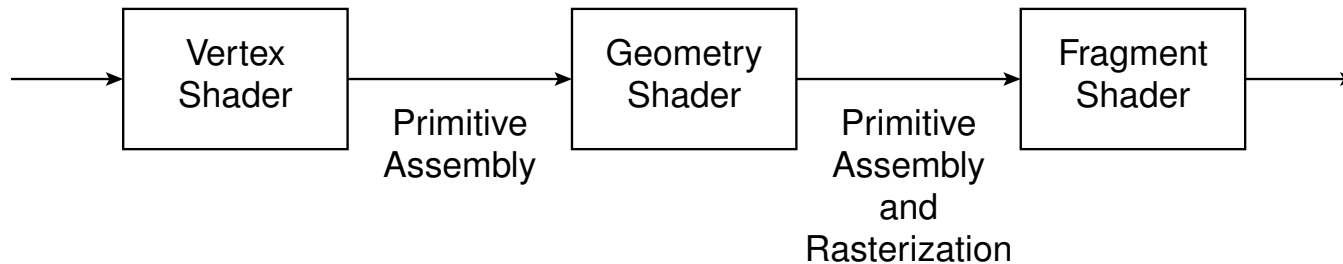 Vertex
Shader
Primitive
Assembly
Geometry
Shader
Primitive
Assembly
and
Rasterization
Fragment
Shader